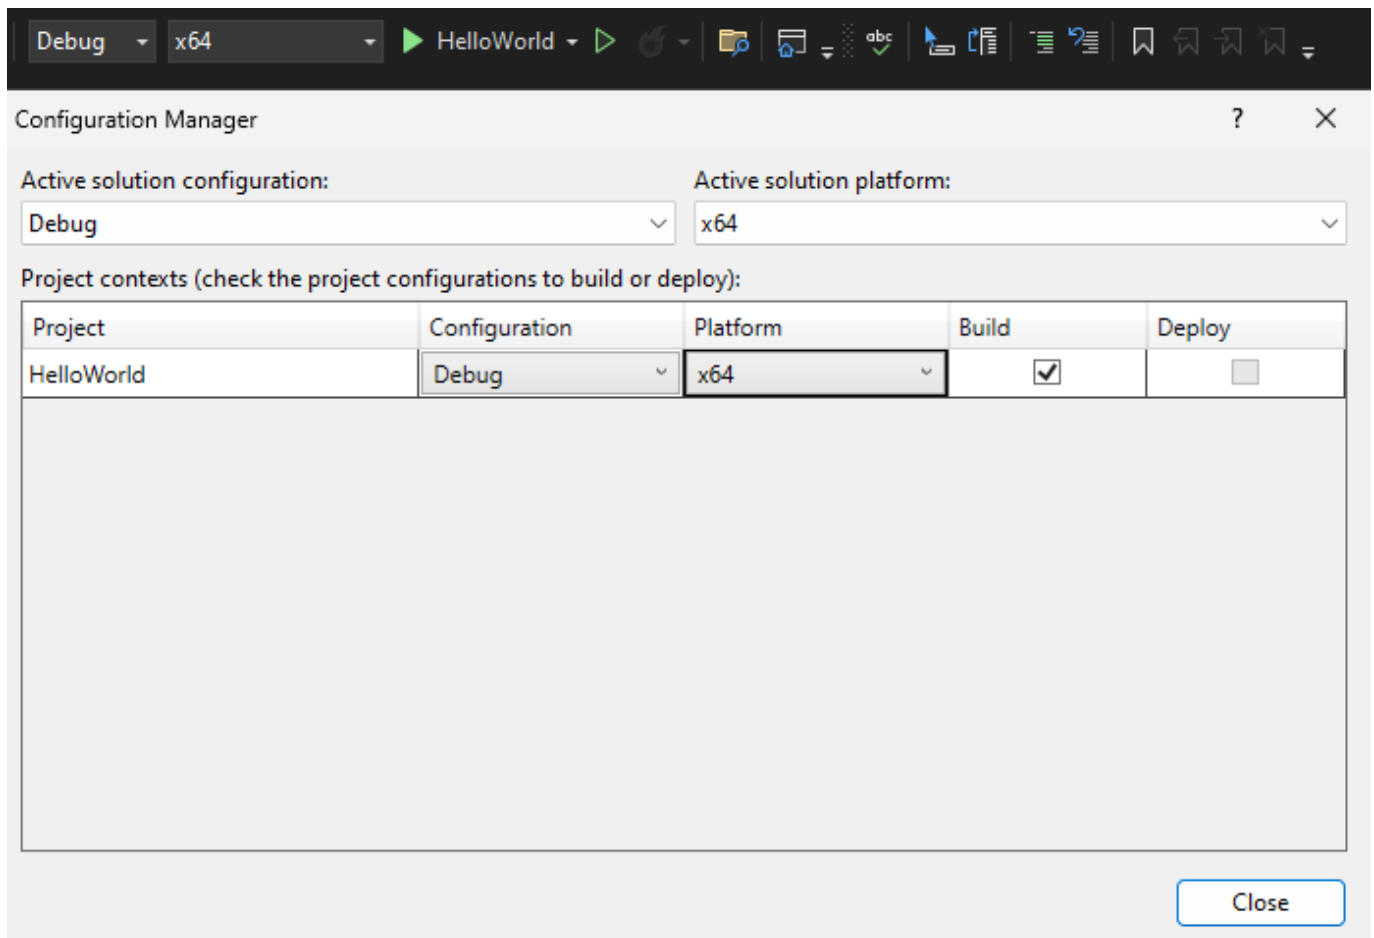 Debug x64 HelloWorld abc
Configuration Manager ?
Active solution configuration: Active solution platform:
Debug x64
Project contexts (check the project configurations to build or deploy):
Project Configuration Platform Build Deploy
HelloWorld Debug x64
Close